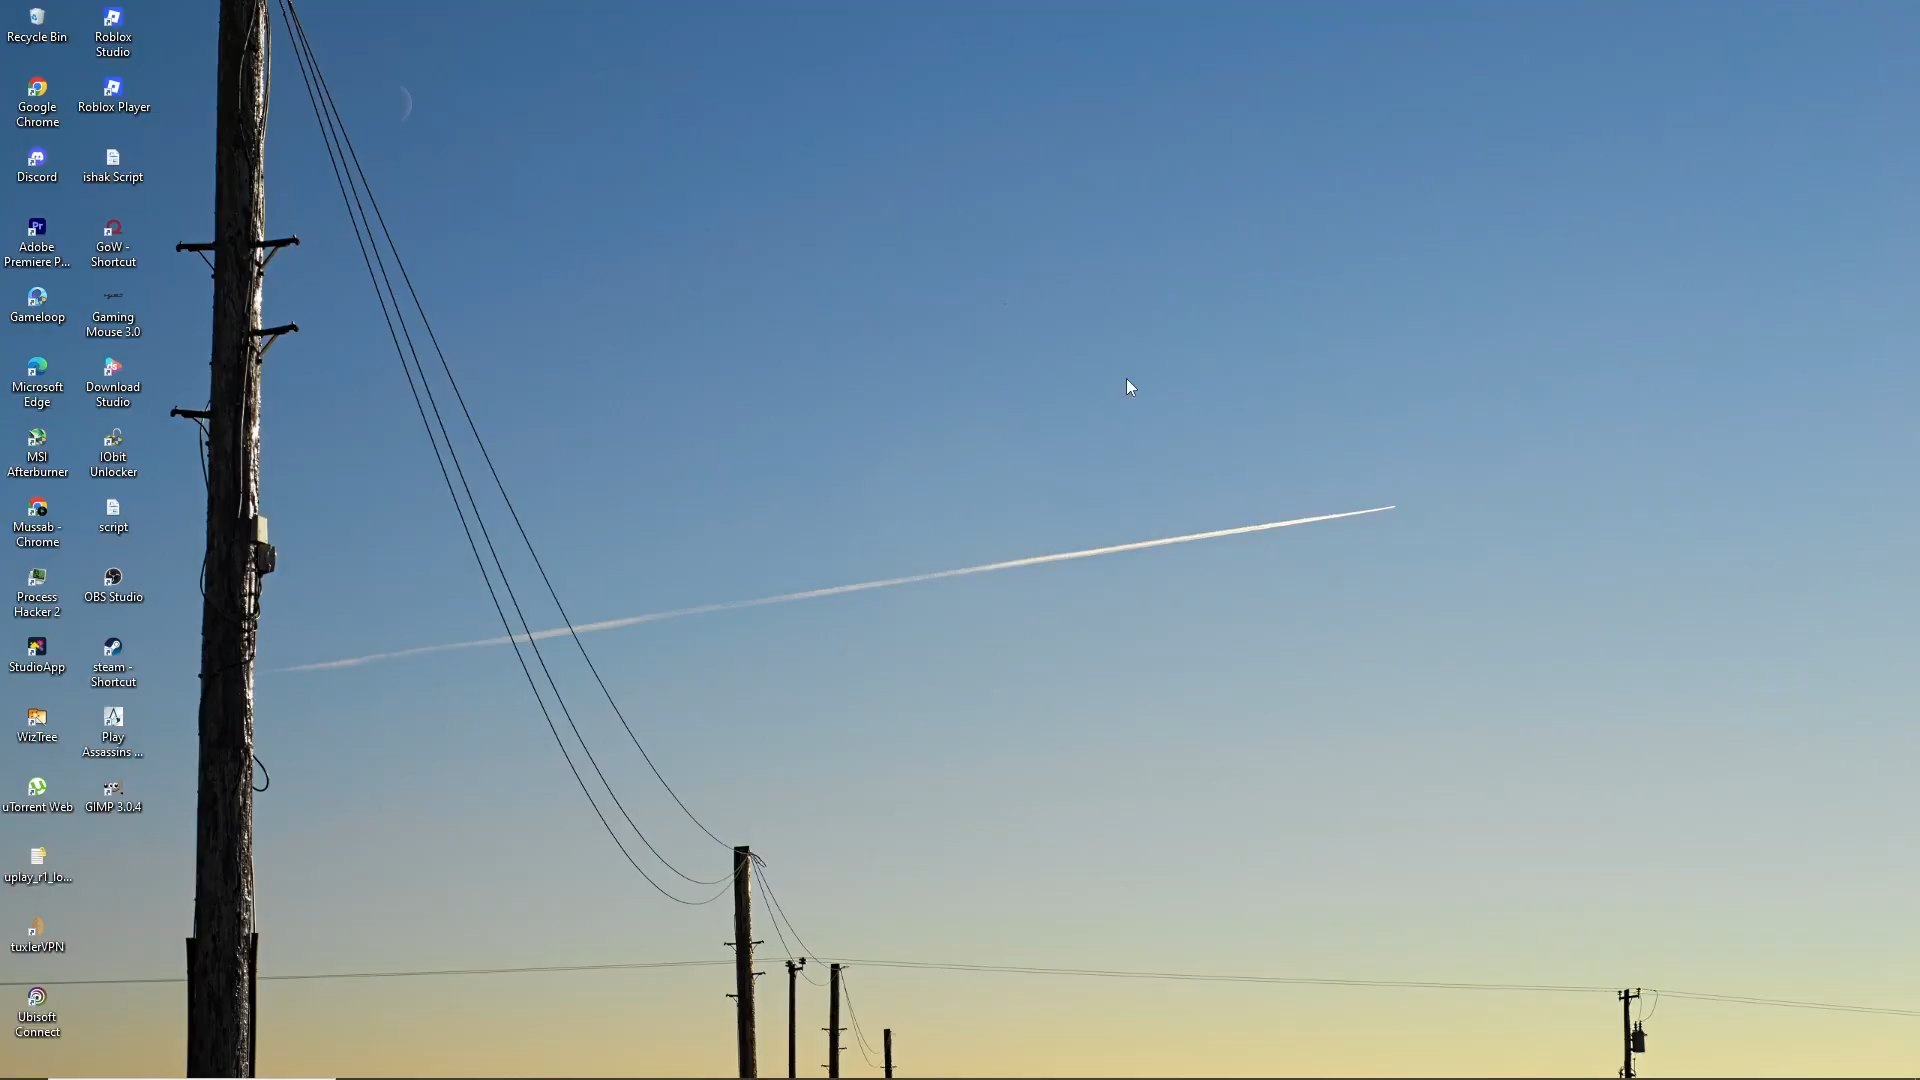 Recycle Bin
Roblox
Studio
Google
Chrome
Roblox Player
Discord
ishak Script
Adobe
Premiere P...
GoW -
Shortcut
Gameloop
Gaming
Mouse 3.0
Microsoft
Edge
Download
Studio
MSI
Afterburner
IObit
Unlocker
Mussab -
Chrome
script
Process
Hacker 2
OBS Studio
StudioApp
steam -
Shortcut
WizTree
Play
Assassins ...
uTorrent Web
GIMP 3.0.4
uplay_r1_lo...
tuxlerVPN
Ubisoft
Connect